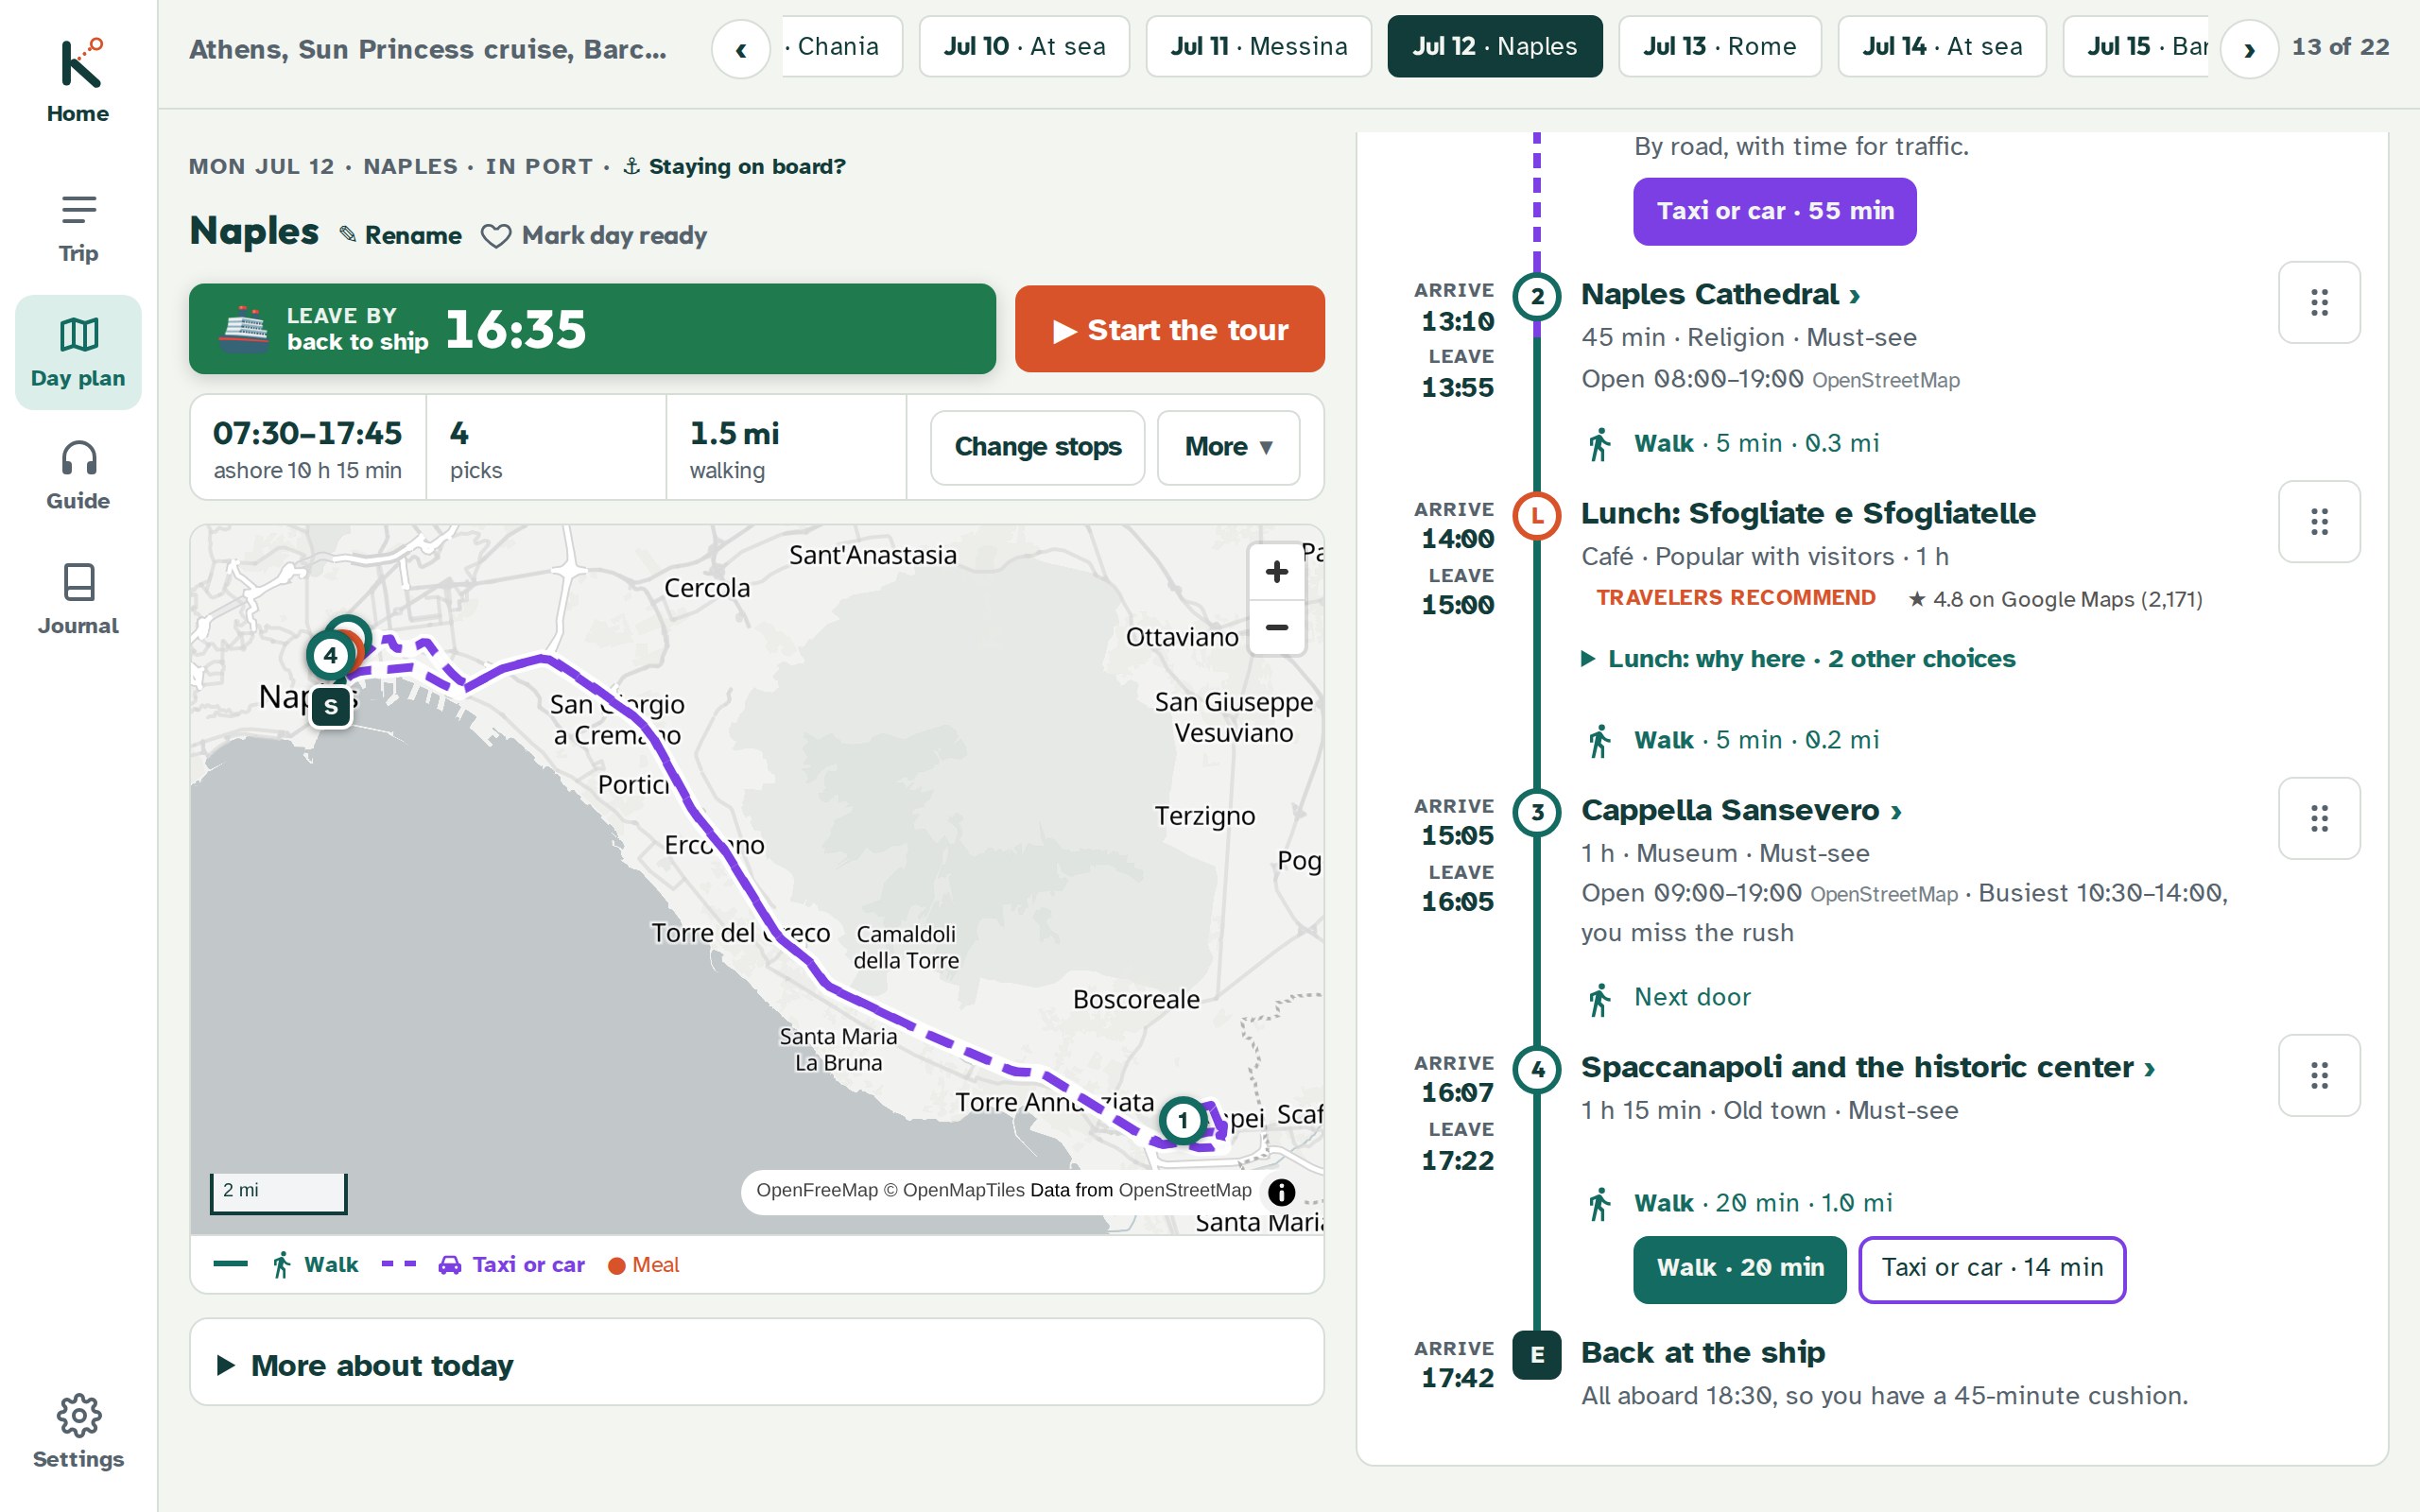 Home
Trip
Day plan
Guide
Journal
Settings
Athens, Sun Princess cruise, Barc...
‹
· Chania
Jul 10 · At sea
Jul 11 · Messina
Jul 12 · Naples
Jul 13 · Rome
Jul 14 · At sea
Jul 15 · Bar
›
13 of 22
MON JUL 12 · NAPLES · IN PORT · ⚓ Staying on board?
Naples ✎ Rename ♡ Mark day ready
LEAVE BY
back to ship 16:35
▶ Start the tour
07:30–17:45
ashore 10 h 15 min
4
picks
1.5 mi
walking
Change stops
More ▼
Sant'Anastasia
Cercola
Ottaviano
San Giuseppe
Vesuviano
Terzigno
4
S
1
Boscoreale
Camaldoli
della Torre
Santa Maria
La Bruna
+
−
2 mi
OpenFreeMap © OpenMapTiles Data from OpenStreetMap
Walk
Taxi or car
Meal
▶ More about today
By road, with time for traffic.
Taxi or car · 55 min
ARRIVE
13:10
LEAVE
13:55
2
Naples Cathedral ›
45 min · Religion · Must-see
Open 08:00–19:00 OpenStreetMap
Walk · 5 min · 0.3 mi
ARRIVE
14:00
LEAVE
15:00
L
Lunch: Sfogliate e Sfogliatelle
Café · Popular with visitors · 1 h
TRAVELERS RECOMMEND ★ 4.8 on Google Maps (2,171)
▶ Lunch: why here · 2 other choices
Walk · 5 min · 0.2 mi
ARRIVE
15:05
LEAVE
16:05
3
Cappella Sansevero ›
1 h · Museum · Must-see
Open 09:00–19:00 OpenStreetMap · Busiest 10:30–14:00,
you miss the rush
Next door
ARRIVE
16:07
LEAVE
17:22
4
Spaccanapoli and the historic center ›
1 h 15 min · Old town · Must-see
Walk · 20 min · 1.0 mi
Walk · 20 min
Taxi or car · 14 min
ARRIVE
17:42
E
Back at the ship
All aboard 18:30, so you have a 45-minute cushion.